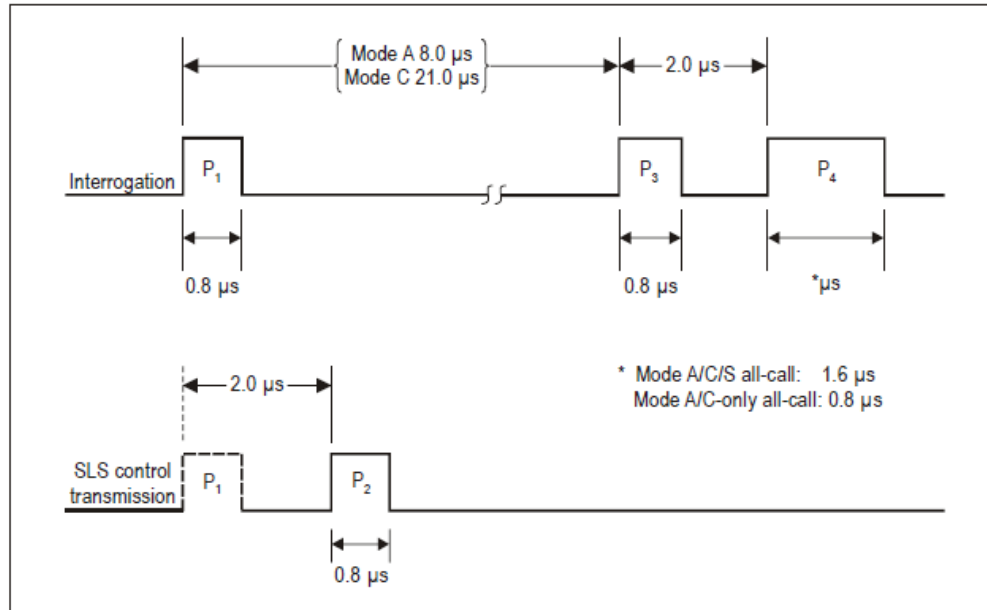 Mode A 8.0 µs
Mode C 21.0 µs
2.0 µs
Interrogation
P₁
P₃
P₄
0.8 µs
0.8 µs
*µs
2.0 µs
* Mode A/C/S all-call: 1.6 µs
Mode A/C-only all-call: 0.8 µs
SLS control
transmission
P₁
P₂
0.8 µs